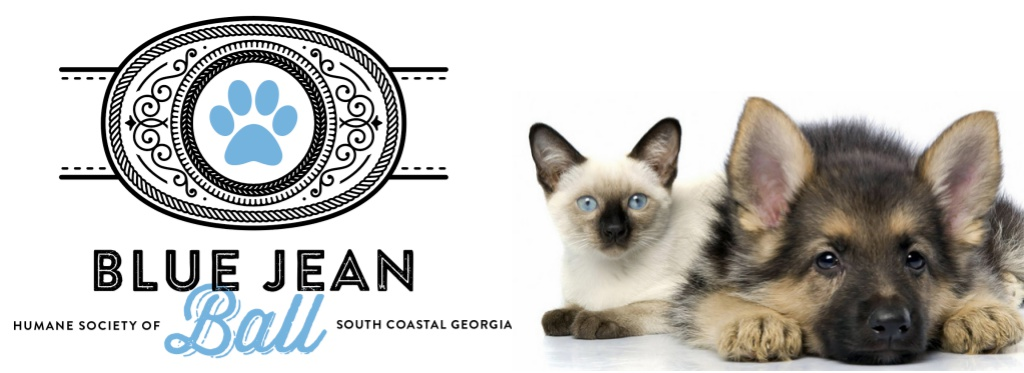 BLUE JEAN
Ball
HUMANE SOCIETY OF SOUTH COASTAL GEORGIA